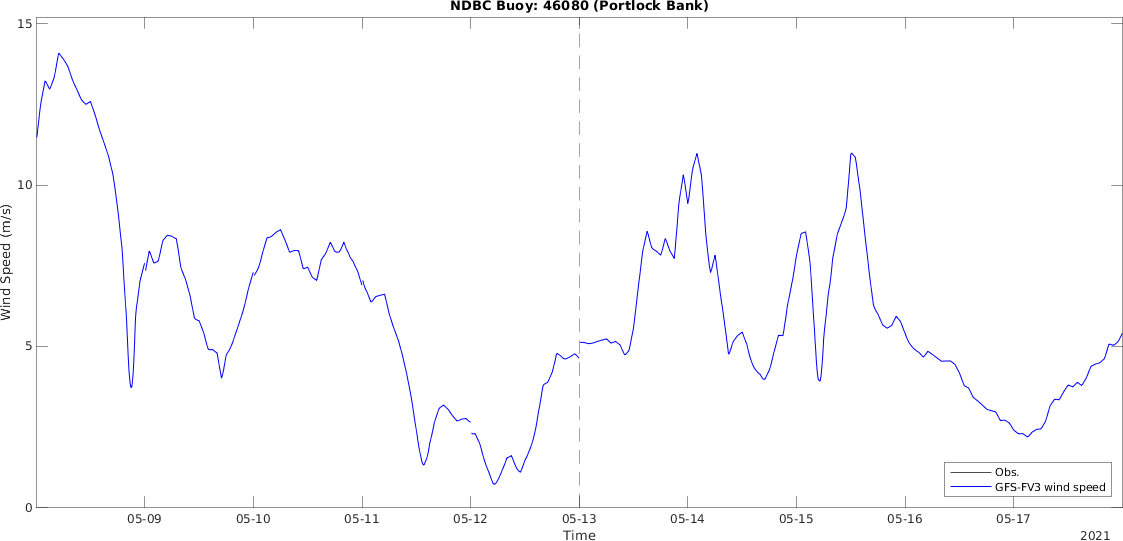 NDBC Buoy: 46080 (Portlock Bank)
15
10
5
0
Wind Speed (m/s)
05-09 05-10 05-11 05-12 05-13 05-14 05-15 05-16 05-17
Time
2021
Obs.
GFS-FV3 wind speed